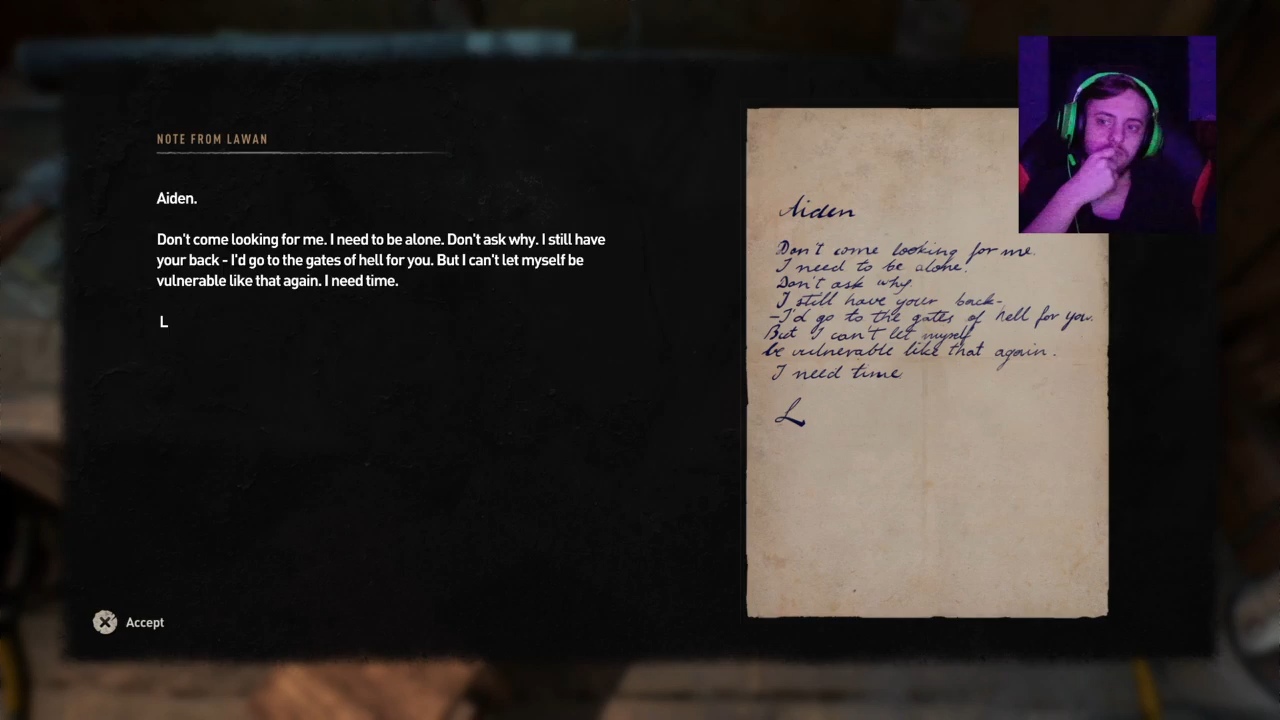 NOTE FROM LAWAN
Aiden.
Don't come looking for me. I need to be alone. Don't ask why. I still have
your back - I'd go to the gates of hell for you. But I can't let myself be
vulnerable like that again. I need time.
L
Accept
Aiden
Don't come looking for me.
I need to be alone.
Don't ask why.
I still have your back-
-I'd go to the gates of hell for you.
But I can't let myself
be vulnerable like that again.
I need time
L